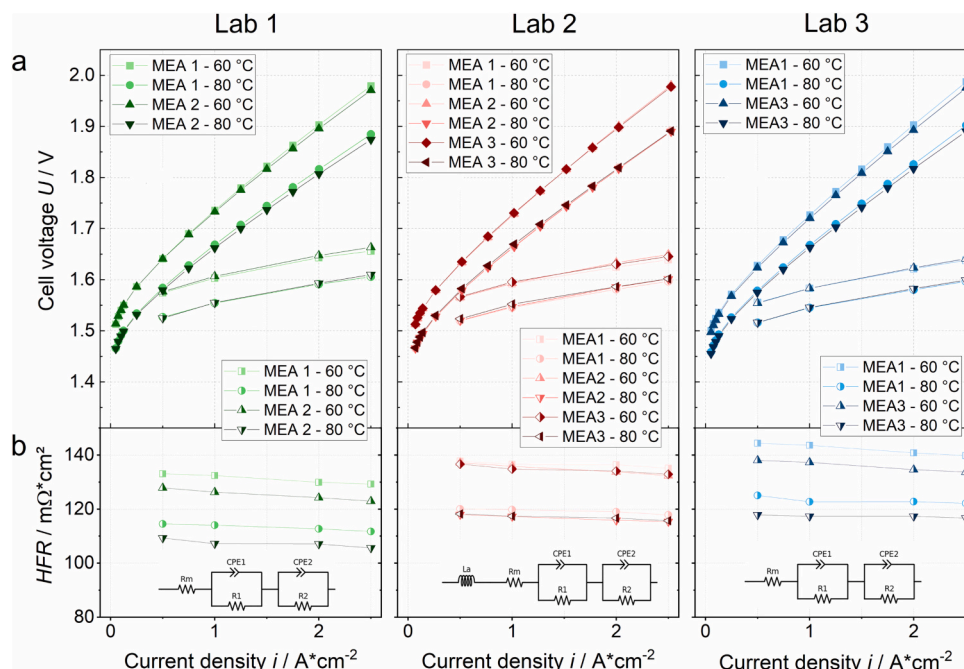 Lab 1
Lab 2
Lab 3
a
Cell voltage U / V
2.0
1.9
1.8
1.7
1.6
1.5
1.4
MEA 1 - 60 °C
MEA 1 - 80 °C
MEA 2 - 60 °C
MEA 2 - 80 °C
MEA 1 - 60 °C
MEA 1 - 80 °C
MEA 2 - 60 °C
MEA 2 - 80 °C
MEA 1 - 60 °C
MEA 1 - 80 °C
MEA 2 - 60 °C
MEA 2 - 80 °C
MEA 3 - 60 °C
MEA 3 - 80 °C
MEA1 - 60 °C
MEA1 - 80 °C
MEA2 - 60 °C
MEA2 - 80 °C
MEA3 - 60 °C
MEA3 - 80 °C
MEA1 - 60 °C
MEA1 - 80 °C
MEA3 - 60 °C
MEA3 - 80 °C
MEA1 - 60 °C
MEA1 - 80 °C
MEA3 - 60 °C
MEA3 - 80 °C
b
HFR / mΩ*cm²
140
120
100
80
Rm
CPE1
R1
CPE2
R2
La
Rm
CPE1
R1
CPE2
R2
Rm
CPE1
R1
CPE2
R2
0 1 2
0 1 2
0 1 2
Current density i / A*cm⁻²
Current density i / A*cm⁻²
Current density i / A*cm⁻²